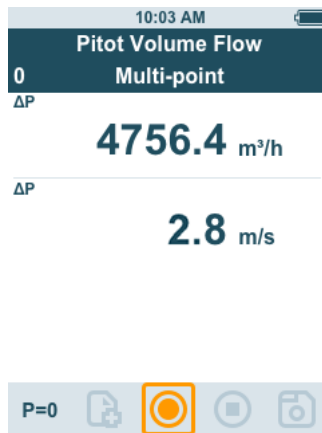 10:03 AM
Pitot Volume Flow
0 Multi-point
ΔP
4756.4 m³/h
ΔP
2.8 m/s
P=0